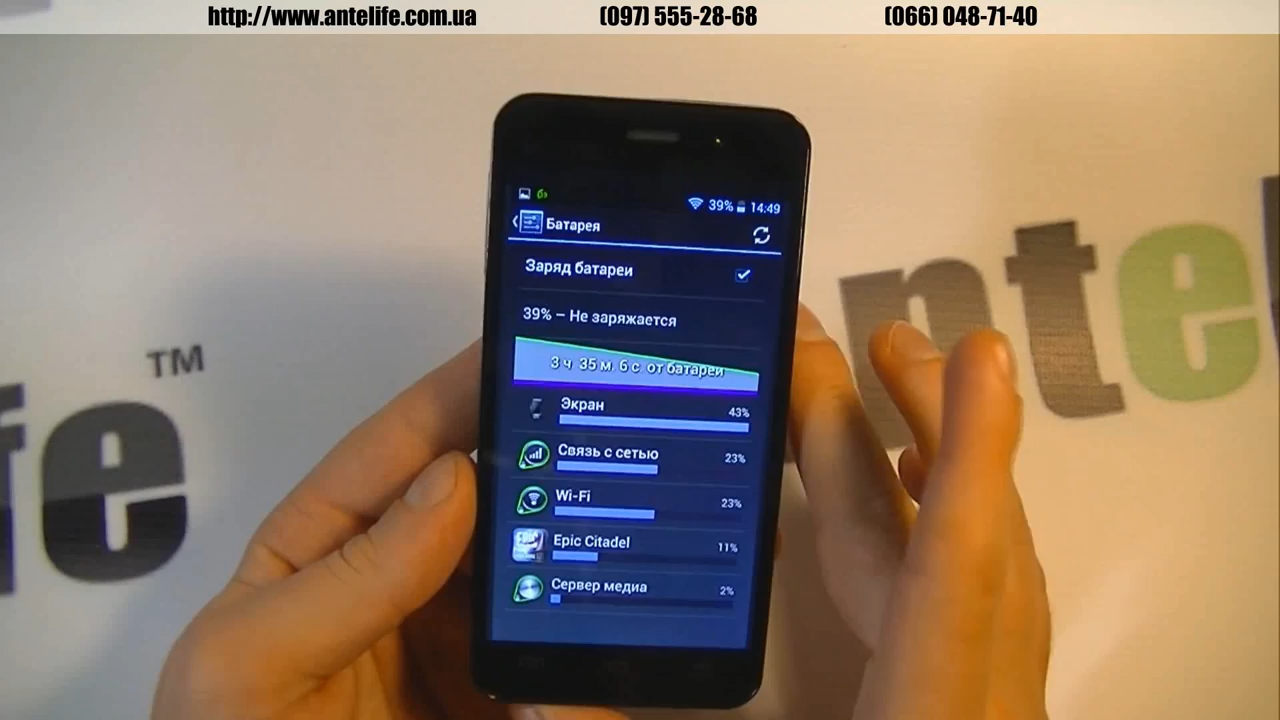 http://www.antelife.com.ua (097) 555-28-68 (066) 048-71-40
39% 14:49
Батарея
Заряд батареи
39% – Не заряжается
3 ч 35 м. 6 с от батареи
Экран 43%
Связь с сетью 23%
Wi-Fi 23%
Epic Citadel 11%
Сервер медиа 2%
TM
fe
ntel